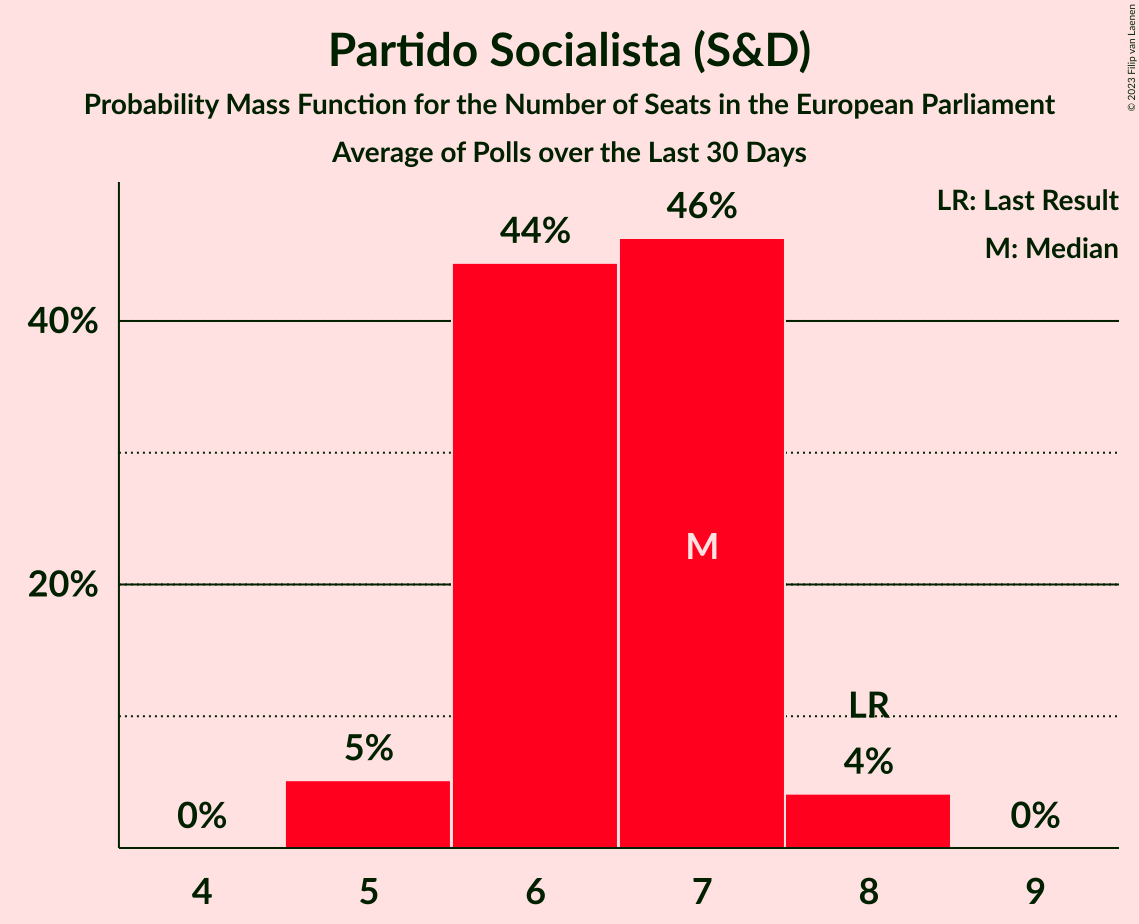 Partido Socialista (S&D)
Probability Mass Function for the Number of Seats in the European Parliament
Average of Polls over the Last 30 Days
© 2023 Filip van Laenen
LR: Last Result
M: Median
46%
44%
40%
M
20%
LR
5%
4%
0%
0%
4 5 6 7 8 9